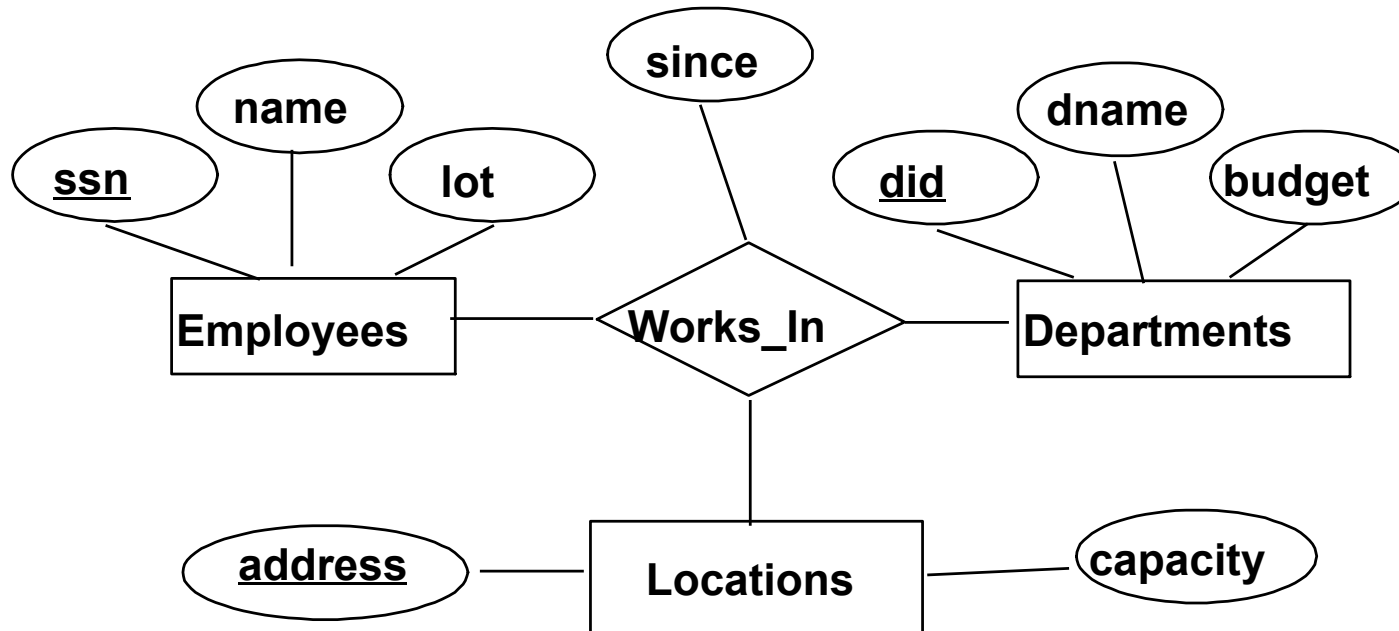 since
name
dname
ssn
lot
did
budget
Employees
Works_In
Departments
address
Locations
capacity